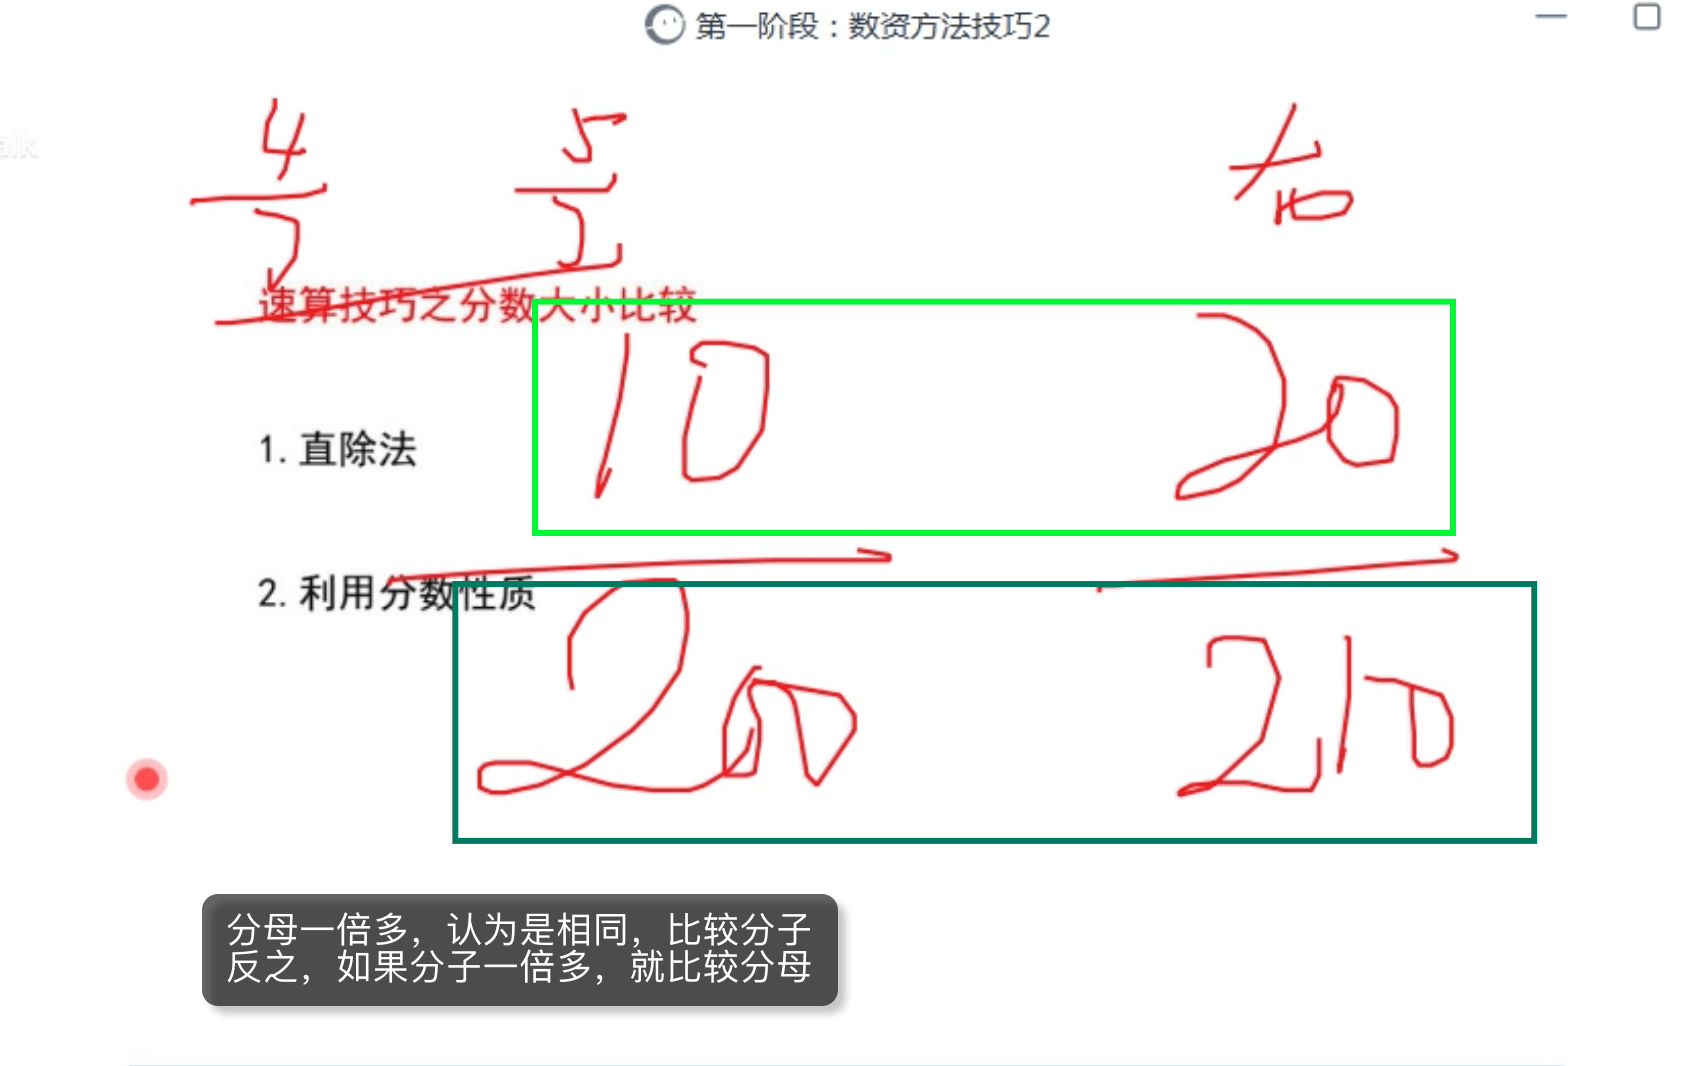 第一阶段：数资方法技巧2
alk
4 5
7
速算技巧之分数大小比较
10 20
1.直除法
2.利用分数性质
200 210
分母一倍多，认为是相同，比较分子
反之，如果分子一倍多，就比较分母